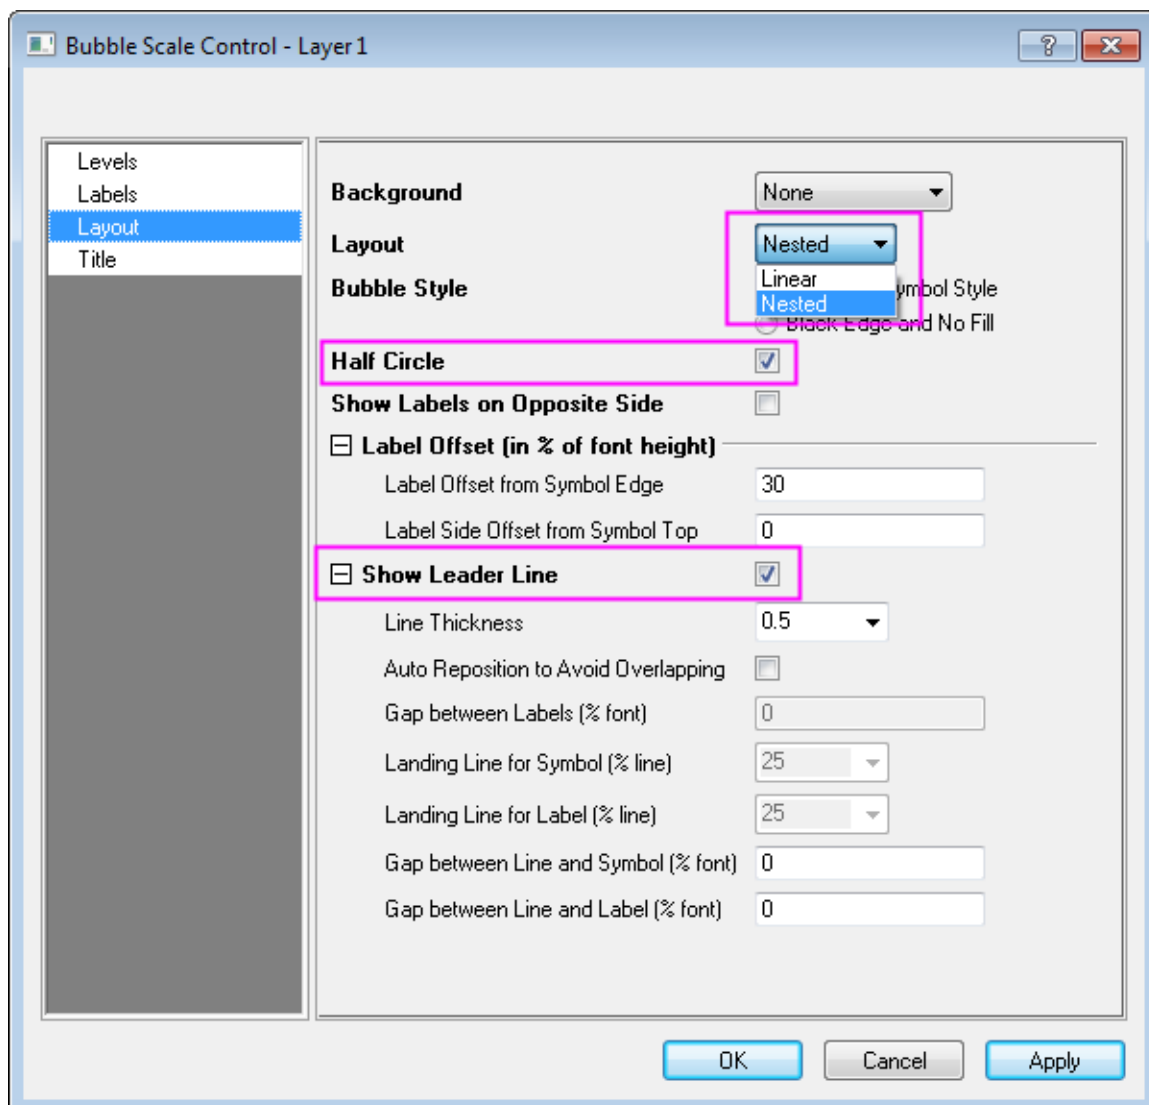 Bubble Scale Control - Layer 1
Levels
Labels
Layout
Title
Background None
Layout Nested
Linear
Nested
Bubble Style Symbol Style
Black Edge and No Fill
Half Circle
Show Labels on Opposite Side
Label Offset (in % of font height)
Label Offset from Symbol Edge 30
Label Side Offset from Symbol Top 0
Show Leader Line
Line Thickness 0.5
Auto Reposition to Avoid Overlapping
Gap between Labels (% font) 0
Landing Line for Symbol (% line) 25
Landing Line for Label (% line) 25
Gap between Line and Symbol (% font) 0
Gap between Line and Label (% font) 0
OK Cancel Apply